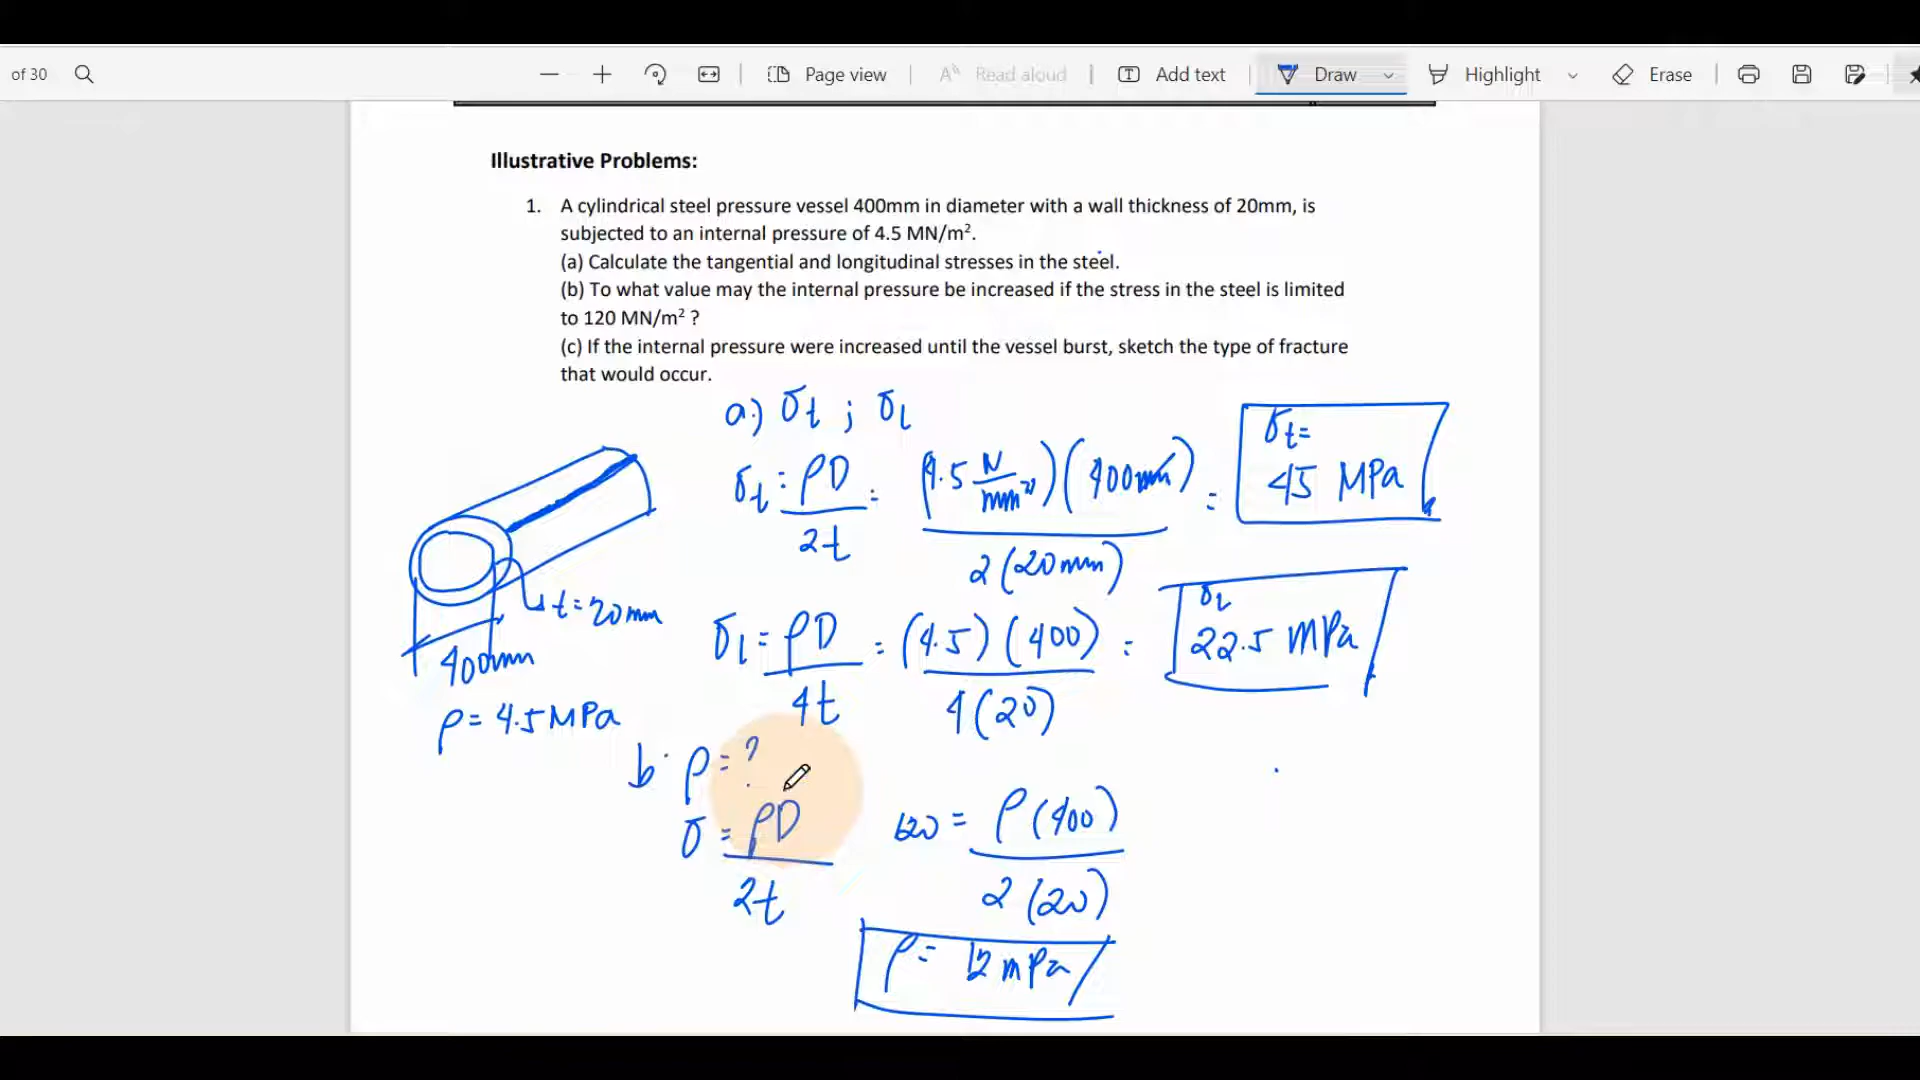 of 30 Page view Read aloud Add text Draw Highlight Erase
Illustrative Problems:
1. A cylindrical steel pressure vessel 400mm in diameter with a wall thickness of 20mm, is
subjected to an internal pressure of 4.5 MN/m².
(a) Calculate the tangential and longitudinal stresses in the steel.
(b) To what value may the internal pressure be increased if the stress in the steel is limited
to 120 MN/m² ?
(c) If the internal pressure were increased until the vessel burst, sketch the type of fracture
that would occur.
a.) σt ; σl
σt = ρD / 2t = (4.5 N/mm²)(400mm) / 2(20mm) = σt = 45 MPa
t = 20mm
400mm
σl = ρD / 4t = (4.5)(400) / 4(20) = σl 22.5 MPa
ρ = 4.5 MPa
b. ρ = ?
σ = ρD / 2t
120 = ρ(400) / 2(20)
ρ = 12 MPa